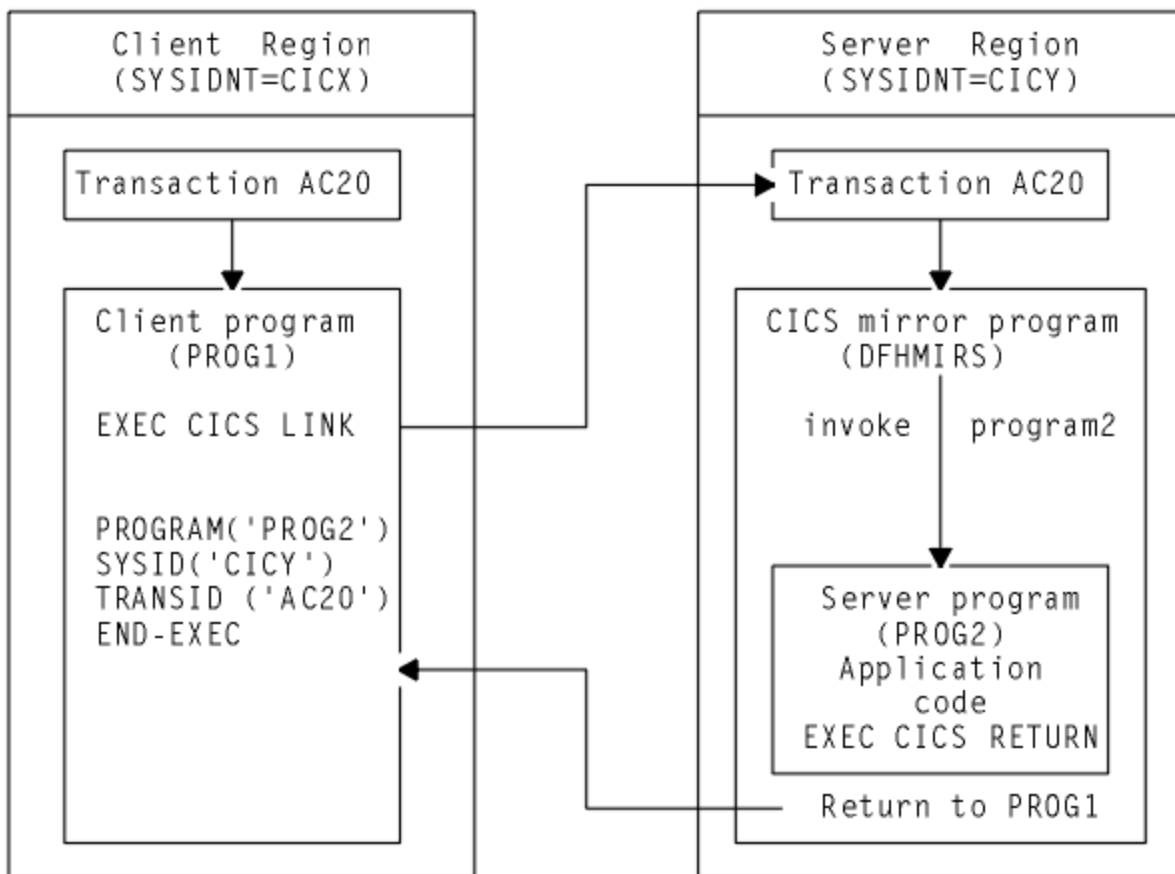 Client Region
(SYSIDNT=CICX)
Transaction AC20
Client program
(PROG1)
EXEC CICS LINK
PROGRAM('PROG2')
SYSID('CICY')
TRANSID ('AC20')
END-EXEC
Server Region
(SYSIDNT=CICY)
Transaction AC20
CICS mirror program
(DFHMIRS)
invoke program2
Server program
(PROG2)
Application
code
EXEC CICS RETURN
Return to PROG1